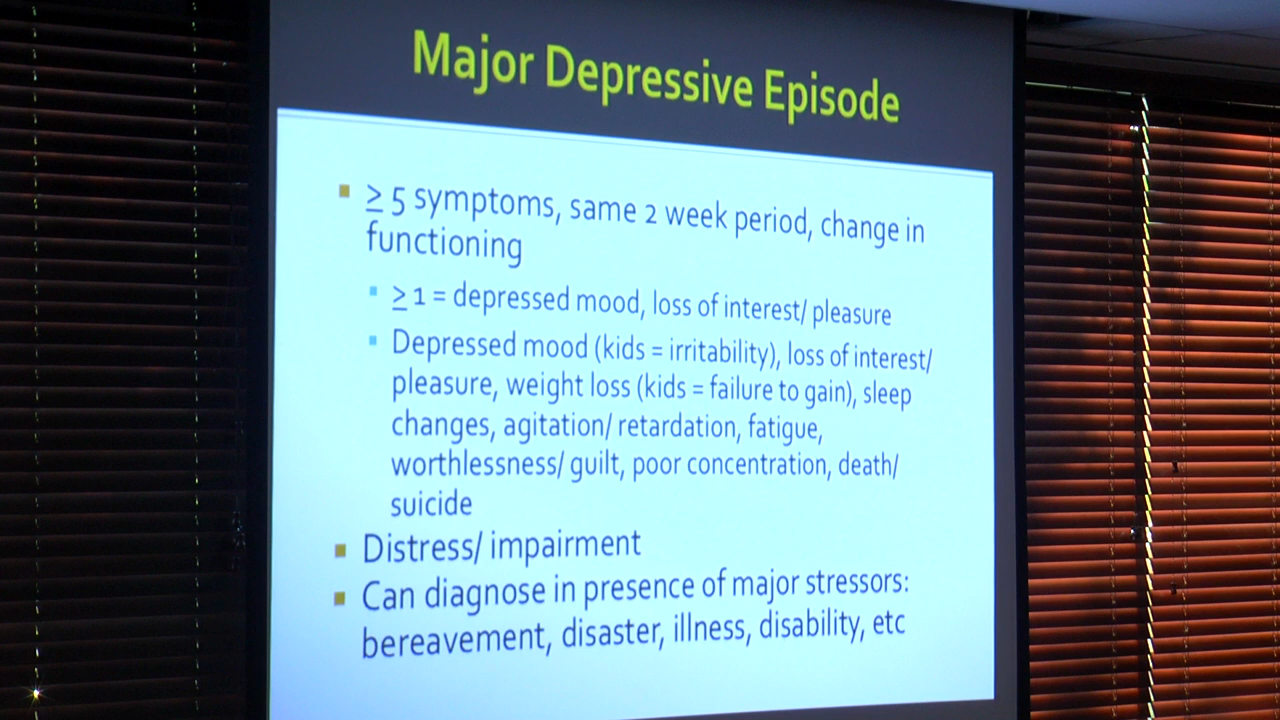 Major Depressive Episode
≥ 5 symptoms, same 2 week period, change in
functioning
≥ 1 = depressed mood, loss of interest/ pleasure
Depressed mood (kids = irritability), loss of interest/
pleasure, weight loss (kids = failure to gain), sleep
changes, agitation/ retardation, fatigue,
worthlessness/ guilt, poor concentration, death/
suicide
Distress/ impairment
Can diagnose in presence of major stressors:
bereavement, disaster, illness, disability, etc